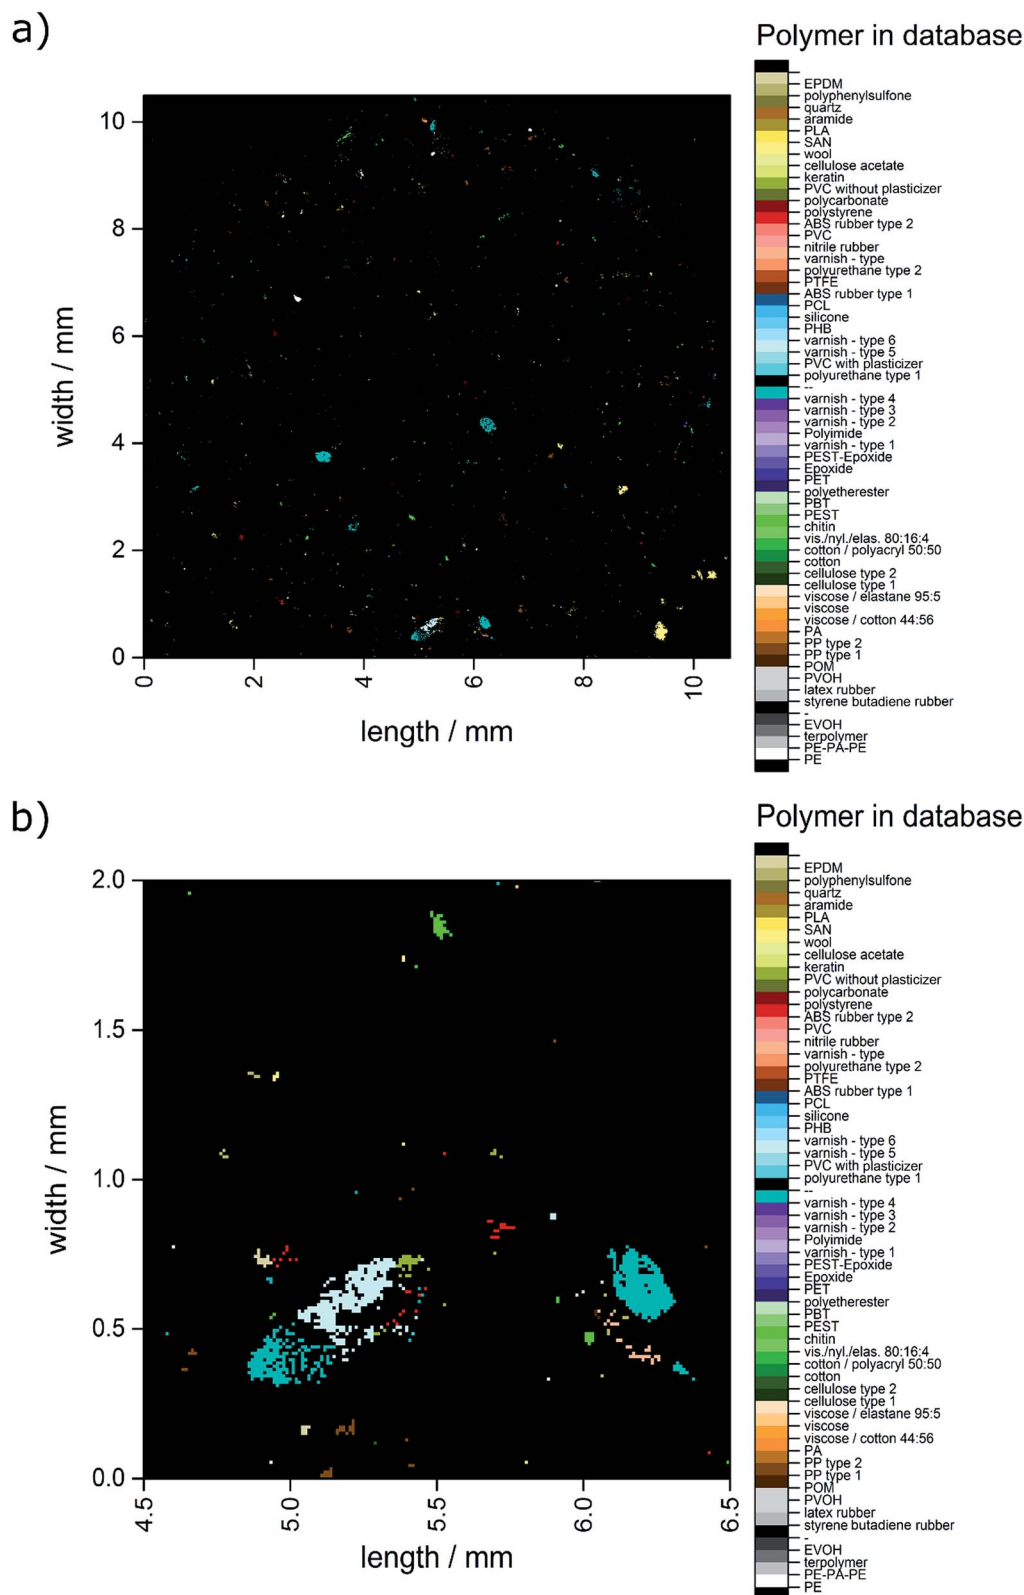 a)
Polymer in database
EPDM
polyphenylsulfone
quartz
aramide
PLA
SAN
wool
cellulose acetate
keratin
PVC without plasticizer
polycarbonate
polystyrene
ABS rubber type 2
PVC
nitrile rubber
varnish - type
polyurethane type 2
PTFE
ABS rubber type 1
PCL
silicone
PHB
varnish - type 6
varnish - type 5
PVC with plasticizer
polyurethane type 1
--
varnish - type 4
varnish - type 3
varnish - type 2
Polyimide
varnish - type 1
PEST-Epoxide
Epoxide
PET
polyetherester
PBT
PEST
chitin
vis./nyl./elas. 80:16:4
cotton / polyacryl 50:50
cotton
cellulose type 2
cellulose type 1
viscose / elastane 95:5
viscose
viscose / cotton 44:56
PA
PP type 2
PP type 1
POM
PVOH
latex rubber
styrene butadiene rubber
-
EVOH
terpolymer
PE-PA-PE
PE
10
8
6
4
2
0
width / mm
0 2 4 6 8 10
length / mm
b)
Polymer in database
EPDM
polyphenylsulfone
quartz
aramide
PLA
SAN
wool
cellulose acetate
keratin
PVC without plasticizer
polycarbonate
polystyrene
ABS rubber type 2
PVC
nitrile rubber
varnish - type
polyurethane type 2
PTFE
ABS rubber type 1
PCL
silicone
PHB
varnish - type 6
varnish - type 5
PVC with plasticizer
polyurethane type 1
--
varnish - type 4
varnish - type 3
varnish - type 2
Polyimide
varnish - type 1
PEST-Epoxide
Epoxide
PET
polyetherester
PBT
PEST
chitin
vis./nyl./elas. 80:16:4
cotton / polyacryl 50:50
cotton
cellulose type 2
cellulose type 1
viscose / elastane 95:5
viscose
viscose / cotton 44:56
PA
PP type 2
PP type 1
POM
PVOH
latex rubber
styrene butadiene rubber
-
EVOH
terpolymer
PE-PA-PE
PE
2.0
1.5
1.0
0.5
0.0
width / mm
4.5 5.0 5.5 6.0 6.5
length / mm